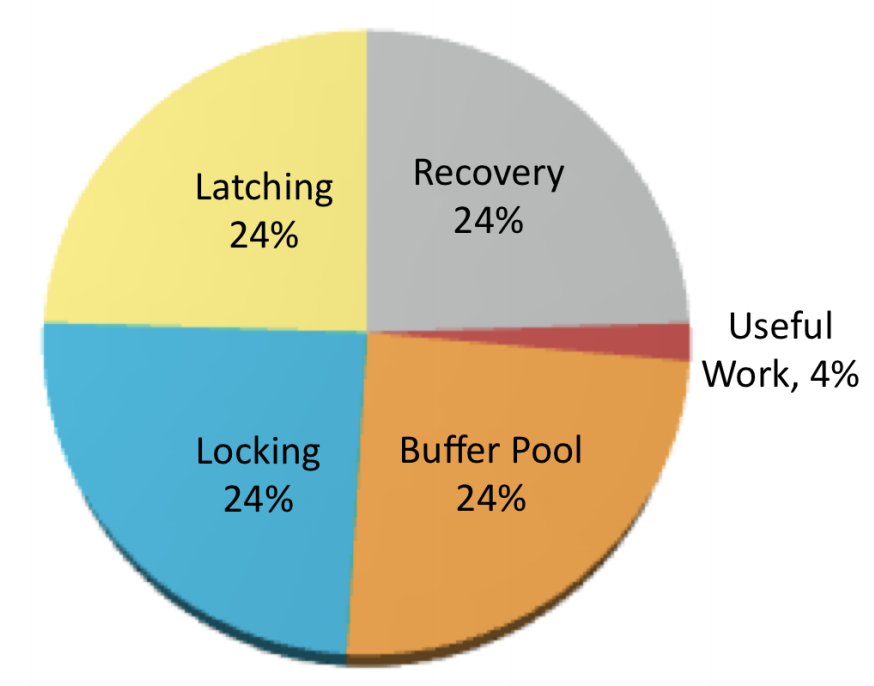 Latching
24%
Recovery
24%
Useful
Work, 4%
Locking
24%
Buffer Pool
24%